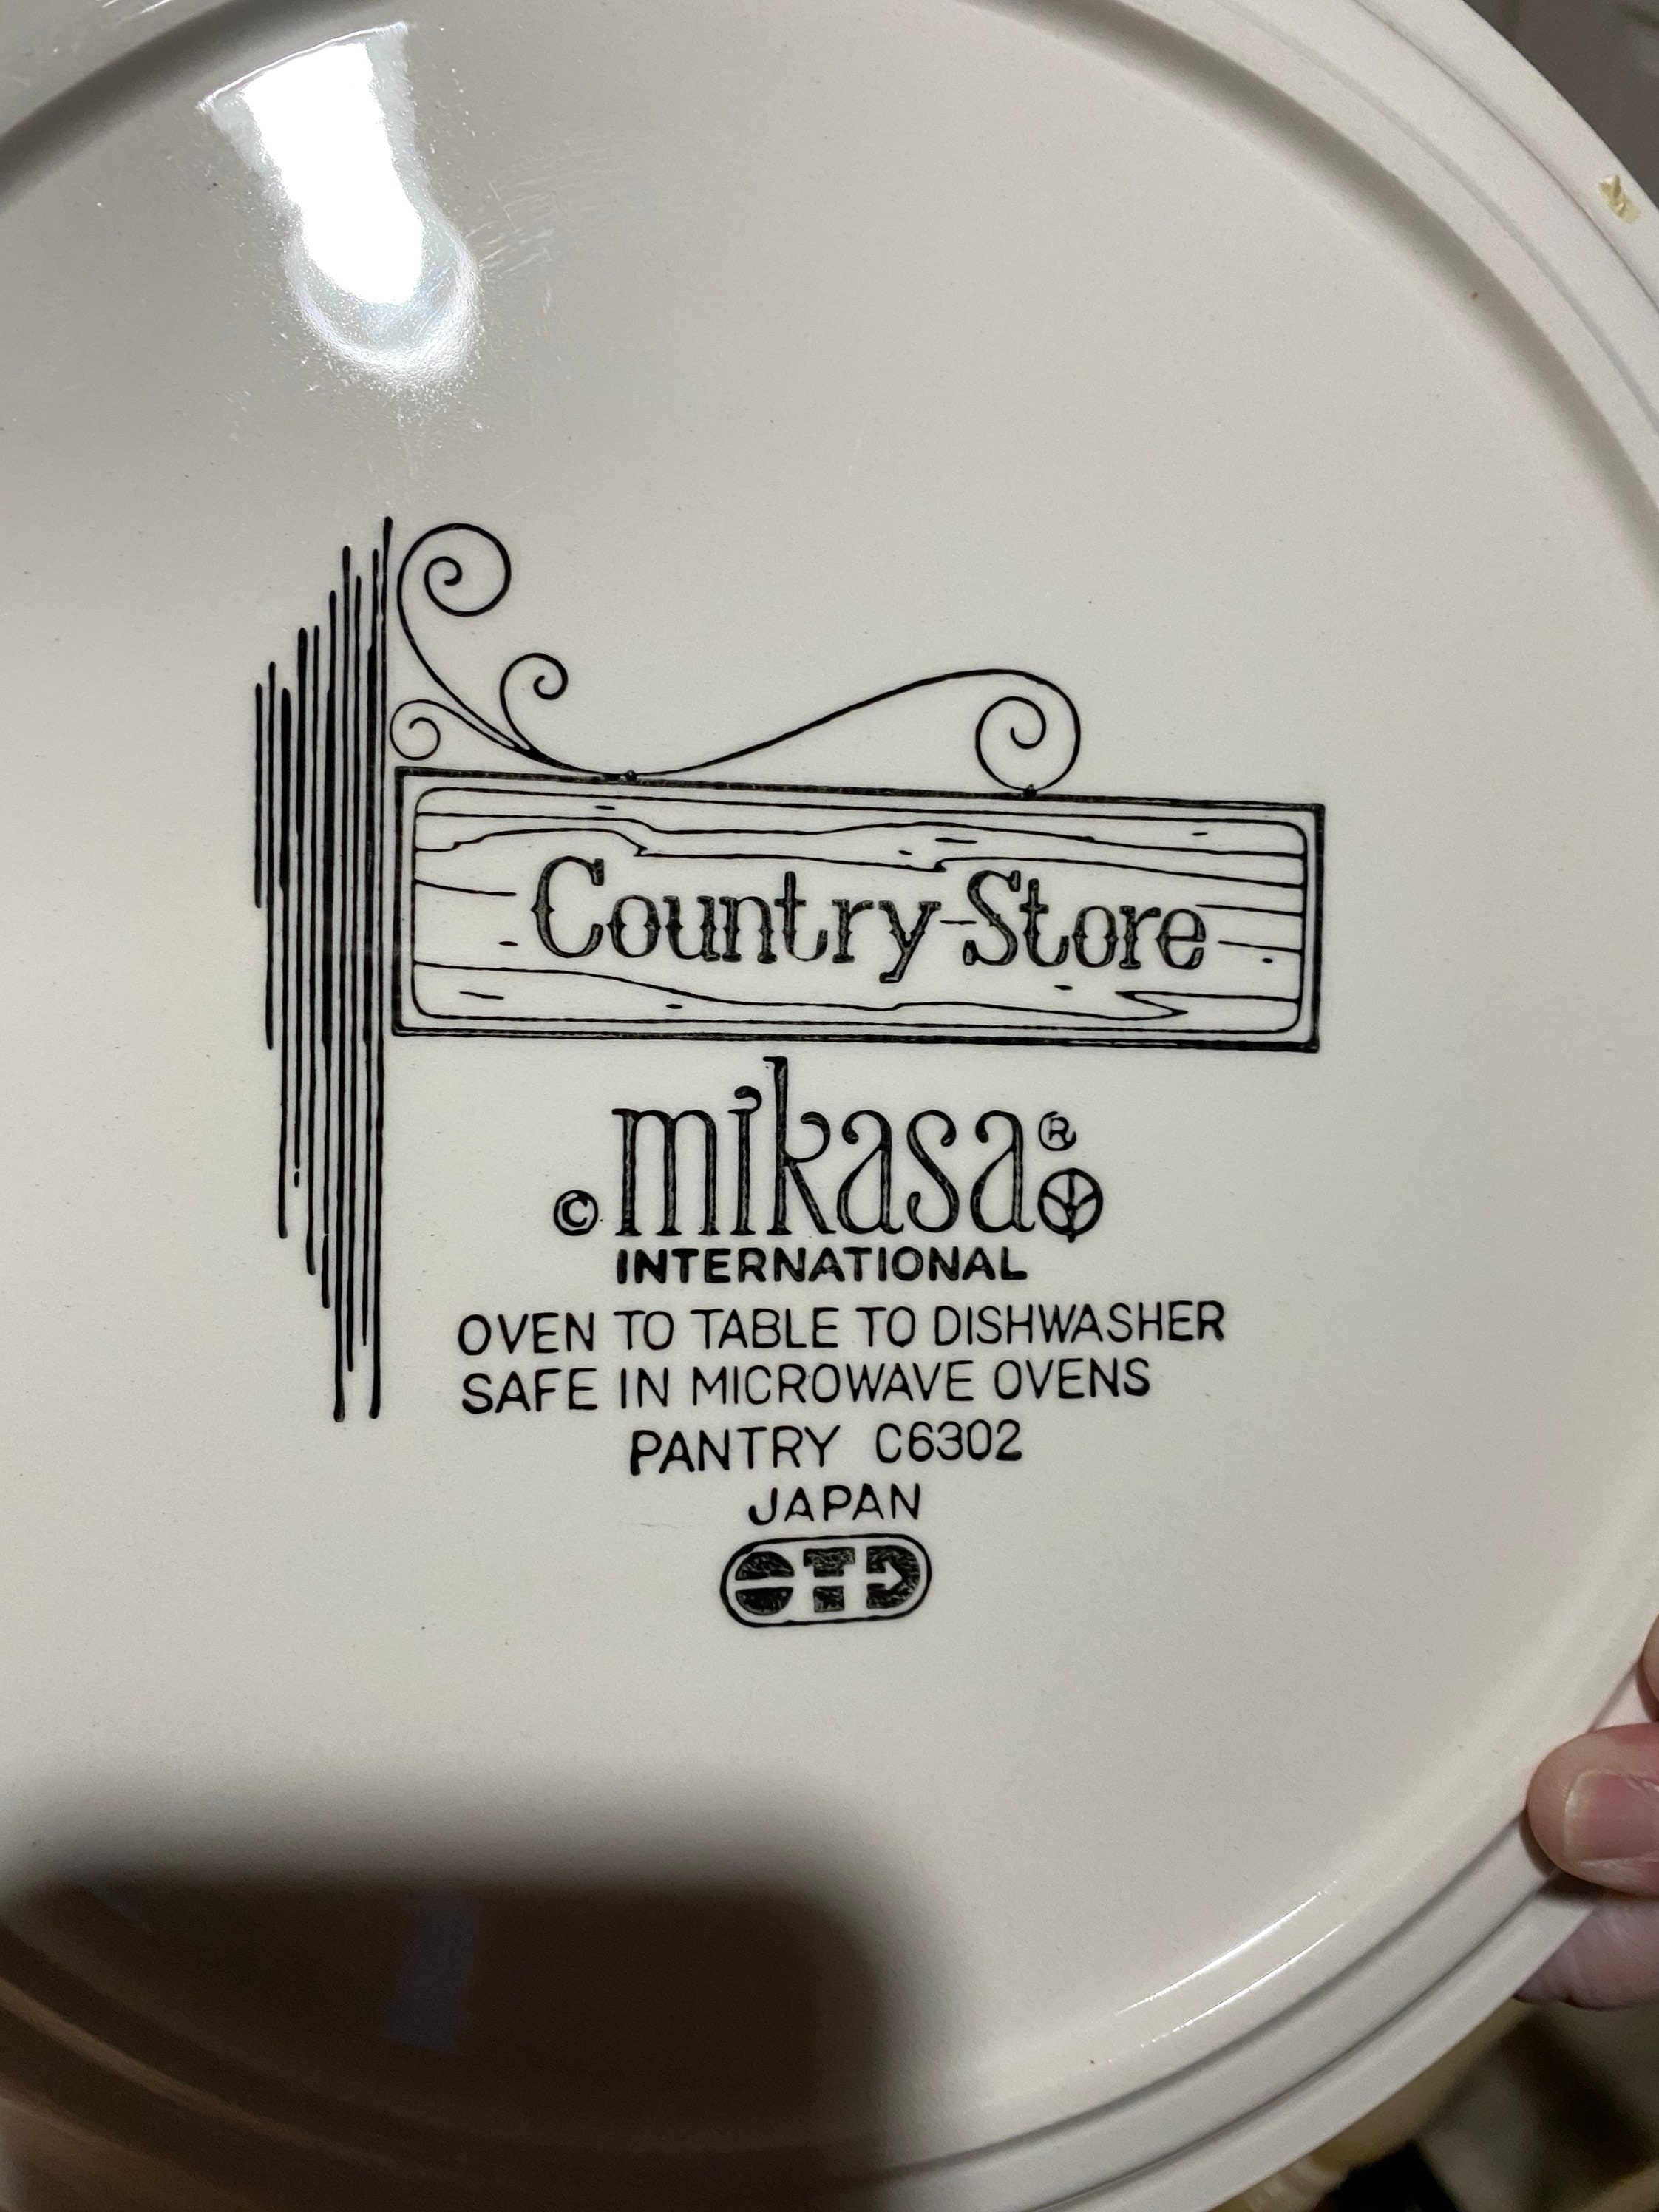 Country Store
© mikasa ®
INTERNATIONAL
OVEN TO TABLE TO DISHWASHER
SAFE IN MICROWAVE OVENS
PANTRY C6302
JAPAN
OTD